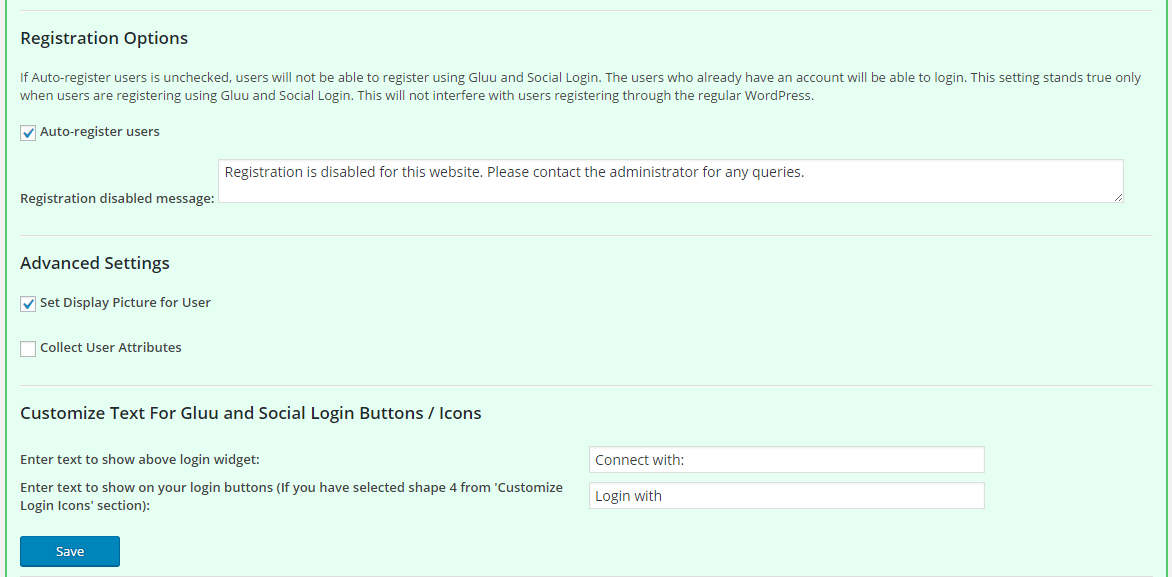 Registration Options
If Auto-register users is unchecked, users will not be able to register using Gluu and Social Login. The users who already have an account will be able to login. This setting stands true only
when users are registering using Gluu and Social Login. This will not interfere with users registering through the regular WordPress.
Auto-register users
Registration is disabled for this website. Please contact the administrator for any queries.
Registration disabled message:
Advanced Settings
Set Display Picture for User
Collect User Attributes
Customize Text For Gluu and Social Login Buttons / Icons
Enter text to show above login widget:
Connect with:
Enter text to show on your login buttons (If you have selected shape 4 from 'Customize
Login Icons' section):
Login with
Save